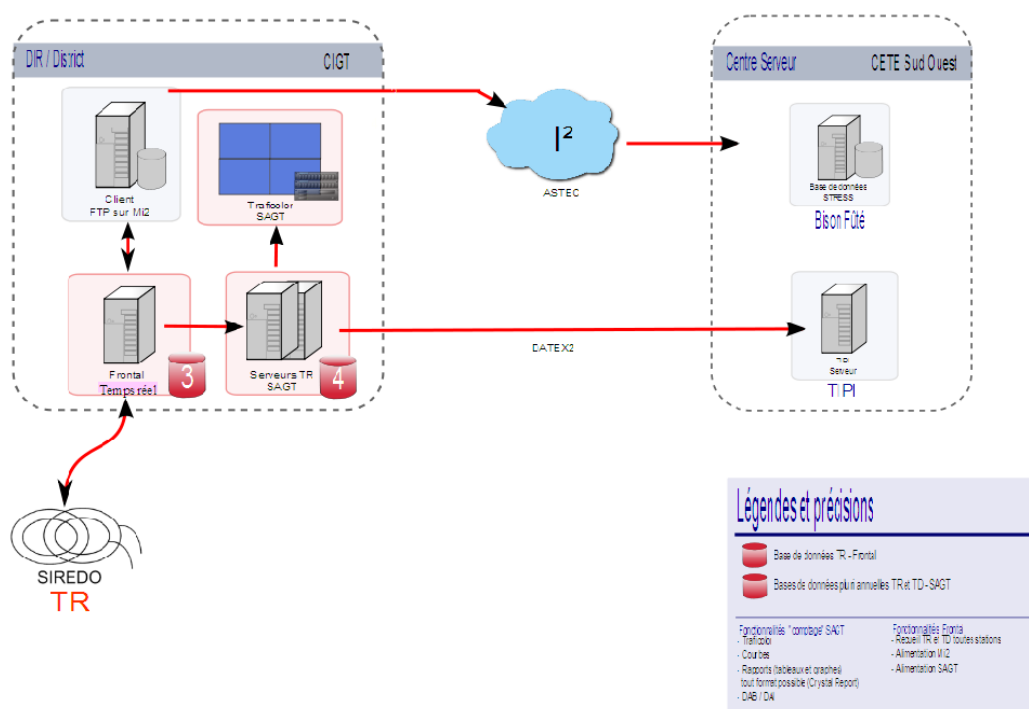 DIR / District
CIGT
Client
FTP sur MI2
Traficolor
SAGT
Frontal
Temps réel
3
Serveurs TR
SAGT
4
SIREDO
TR
I²
ASTEC
DATEX2
Centre Serveur
CETE Sud Ouest
Base de données
STRESS
Bison Fûté
Serveur
TIPI
Légendes et précisions
Base de données TR - Frontal
Bases de données pluri annuelles TR et TD - SAGT
Fonctionnalités "comptage" SAGT
- Traficolor
- Courbes
- Rapports (tableaux et graphes)
tout format possible (Crystal Report)
- DAB / DAI
Fonctionnalités Frontal
- Recueil TR et TD toutes stations
- Alimentation MI2
- Alimentation SAGT